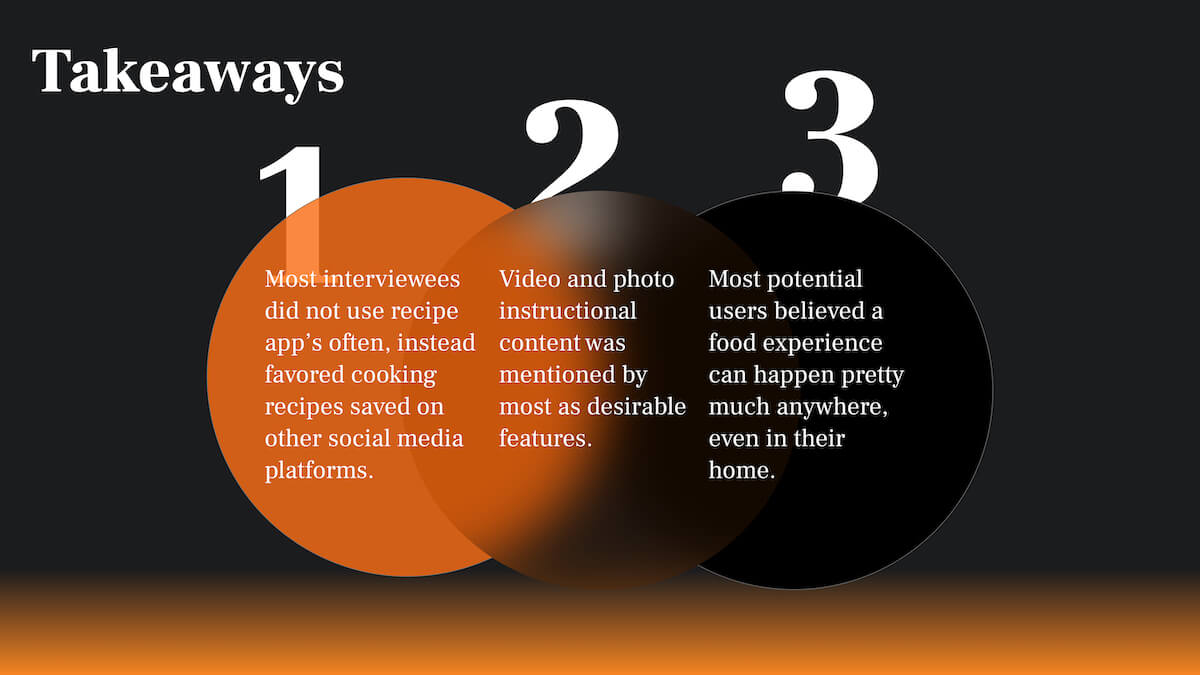 Takeaways
1
Most interviewees
did not use recipe
app’s often, instead
favored cooking
recipes saved on
other social media
platforms.
2
Video and photo
instructional
content was
mentioned by
most as desirable
features.
3
Most potential
users believed a
food experience
can happen pretty
much anywhere,
even in their
home.